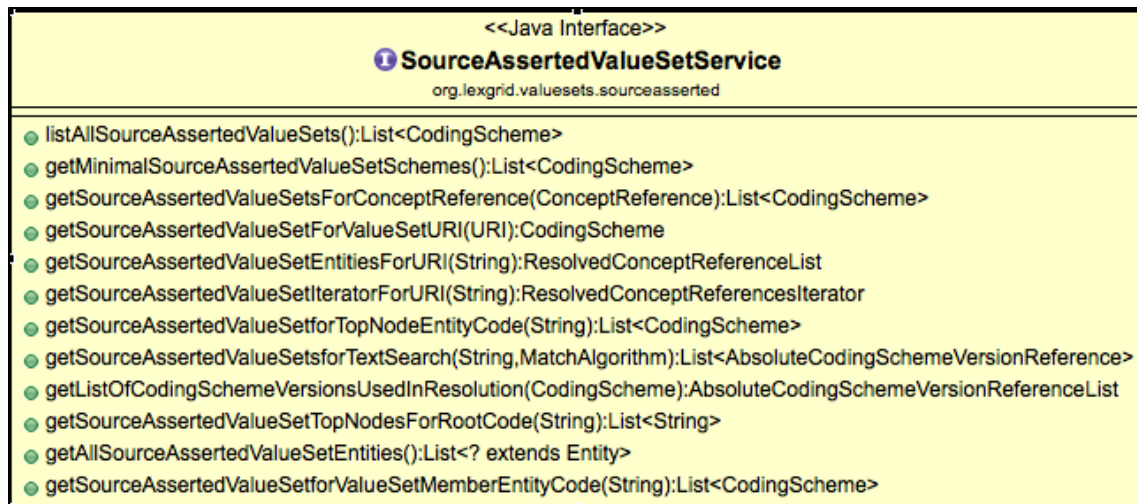 <<Java Interface>>
I SourceAssertedValueSetService
org.lexgrid.valuesets.sourceasserted
listAllSourceAssertedValueSets():List<CodingScheme>
getMinimalSourceAssertedValueSetSchemes():List<CodingScheme>
getSourceAssertedValueSetsForConceptReference(ConceptReference):List<CodingScheme>
getSourceAssertedValueSetForValueSetURI(URI):CodingScheme
getSourceAssertedValueSetEntitiesForURI(String):ResolvedConceptReferenceList
getSourceAssertedValueSetIteratorForURI(String):ResolvedConceptReferencesIterator
getSourceAssertedValueSetforTopNodeEntityCode(String):List<CodingScheme>
getSourceAssertedValueSetsforTextSearch(String,MatchAlgorithm):List<AbsoluteCodingSchemeVersionReference>
getListOfCodingSchemeVersionsUsedInResolution(CodingScheme):AbsoluteCodingSchemeVersionReferenceList
getSourceAssertedValueSetTopNodesForRootCode(String):List<String>
getAllSourceAssertedValueSetEntities():List<? extends Entity>
getSourceAssertedValueSetforValueSetMemberEntityCode(String):List<CodingScheme>